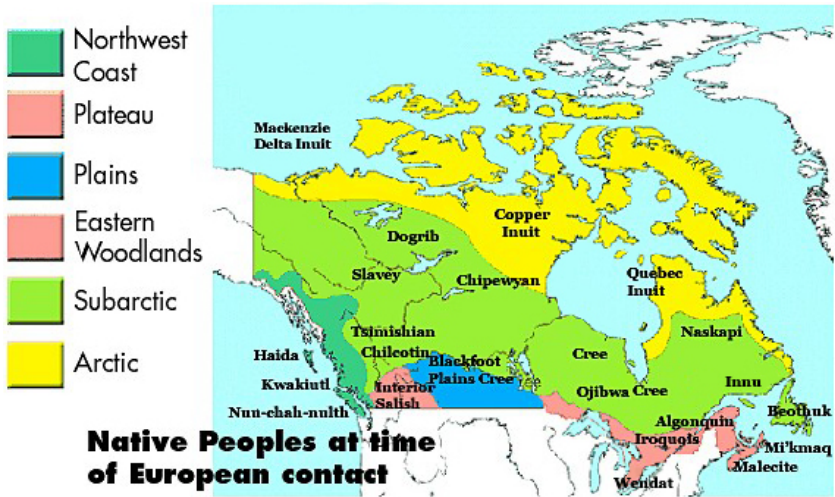 Northwest
Coast
Plateau
Plains
Eastern
Woodlands
Subarctic
Arctic
Mackenzie
Delta Inuit
Copper
Inuit
Dogrib
Slavey
Chipewyan
Quebec
Inuit
Naskapi
Tsimishian
Chilcotin
Haida
Kwakiutl
Nuu-chah-nulth
Interior
Salish
Blackfoot
Plains Cree
Cree
Ojibwa Cree
Innu
Beothuk
Algonquin
Iroquois
Mi'kmaq
Malecite
Wendat
Native Peoples at time
of European contact